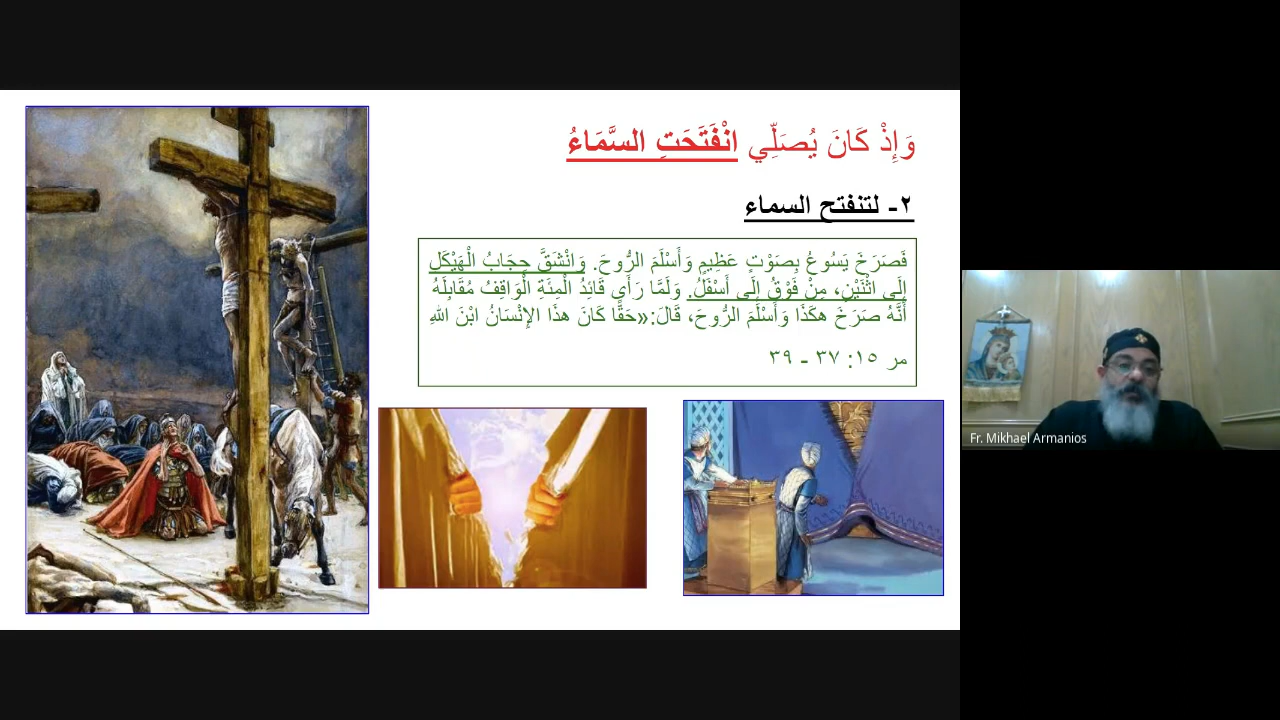 وَإِذْ كَانَ يُصَلِّي انْفَتَحَتِ السَّمَاءُ
٢- لتنفتح السماء
فَصَرَخَ يَسُوعُ بِصَوْتٍ عَظِيمٍ وَأَسْلَمَ الرُّوحَ. وَانْشَقَّ حِجَابُ الْهَيْكَلِ
إِلَى اثْنَيْنِ، مِنْ فَوْقُ إِلَى أَسْفَلُ. وَلَمَّا رَأَى قَائِدُ الْمِئَةِ الْوَاقِفُ مُقَابِلَهُ
أَنَّهُ صَرَخَ هكَذَا وَأَسْلَمَ الرُّوحَ، قَالَ:«حَقًّا كَانَ هذَا الإِنْسَانُ ابْنَ اللهِ
مر ١٥: ٣٧ - ٣٩
Fr. Mikhael Armanios